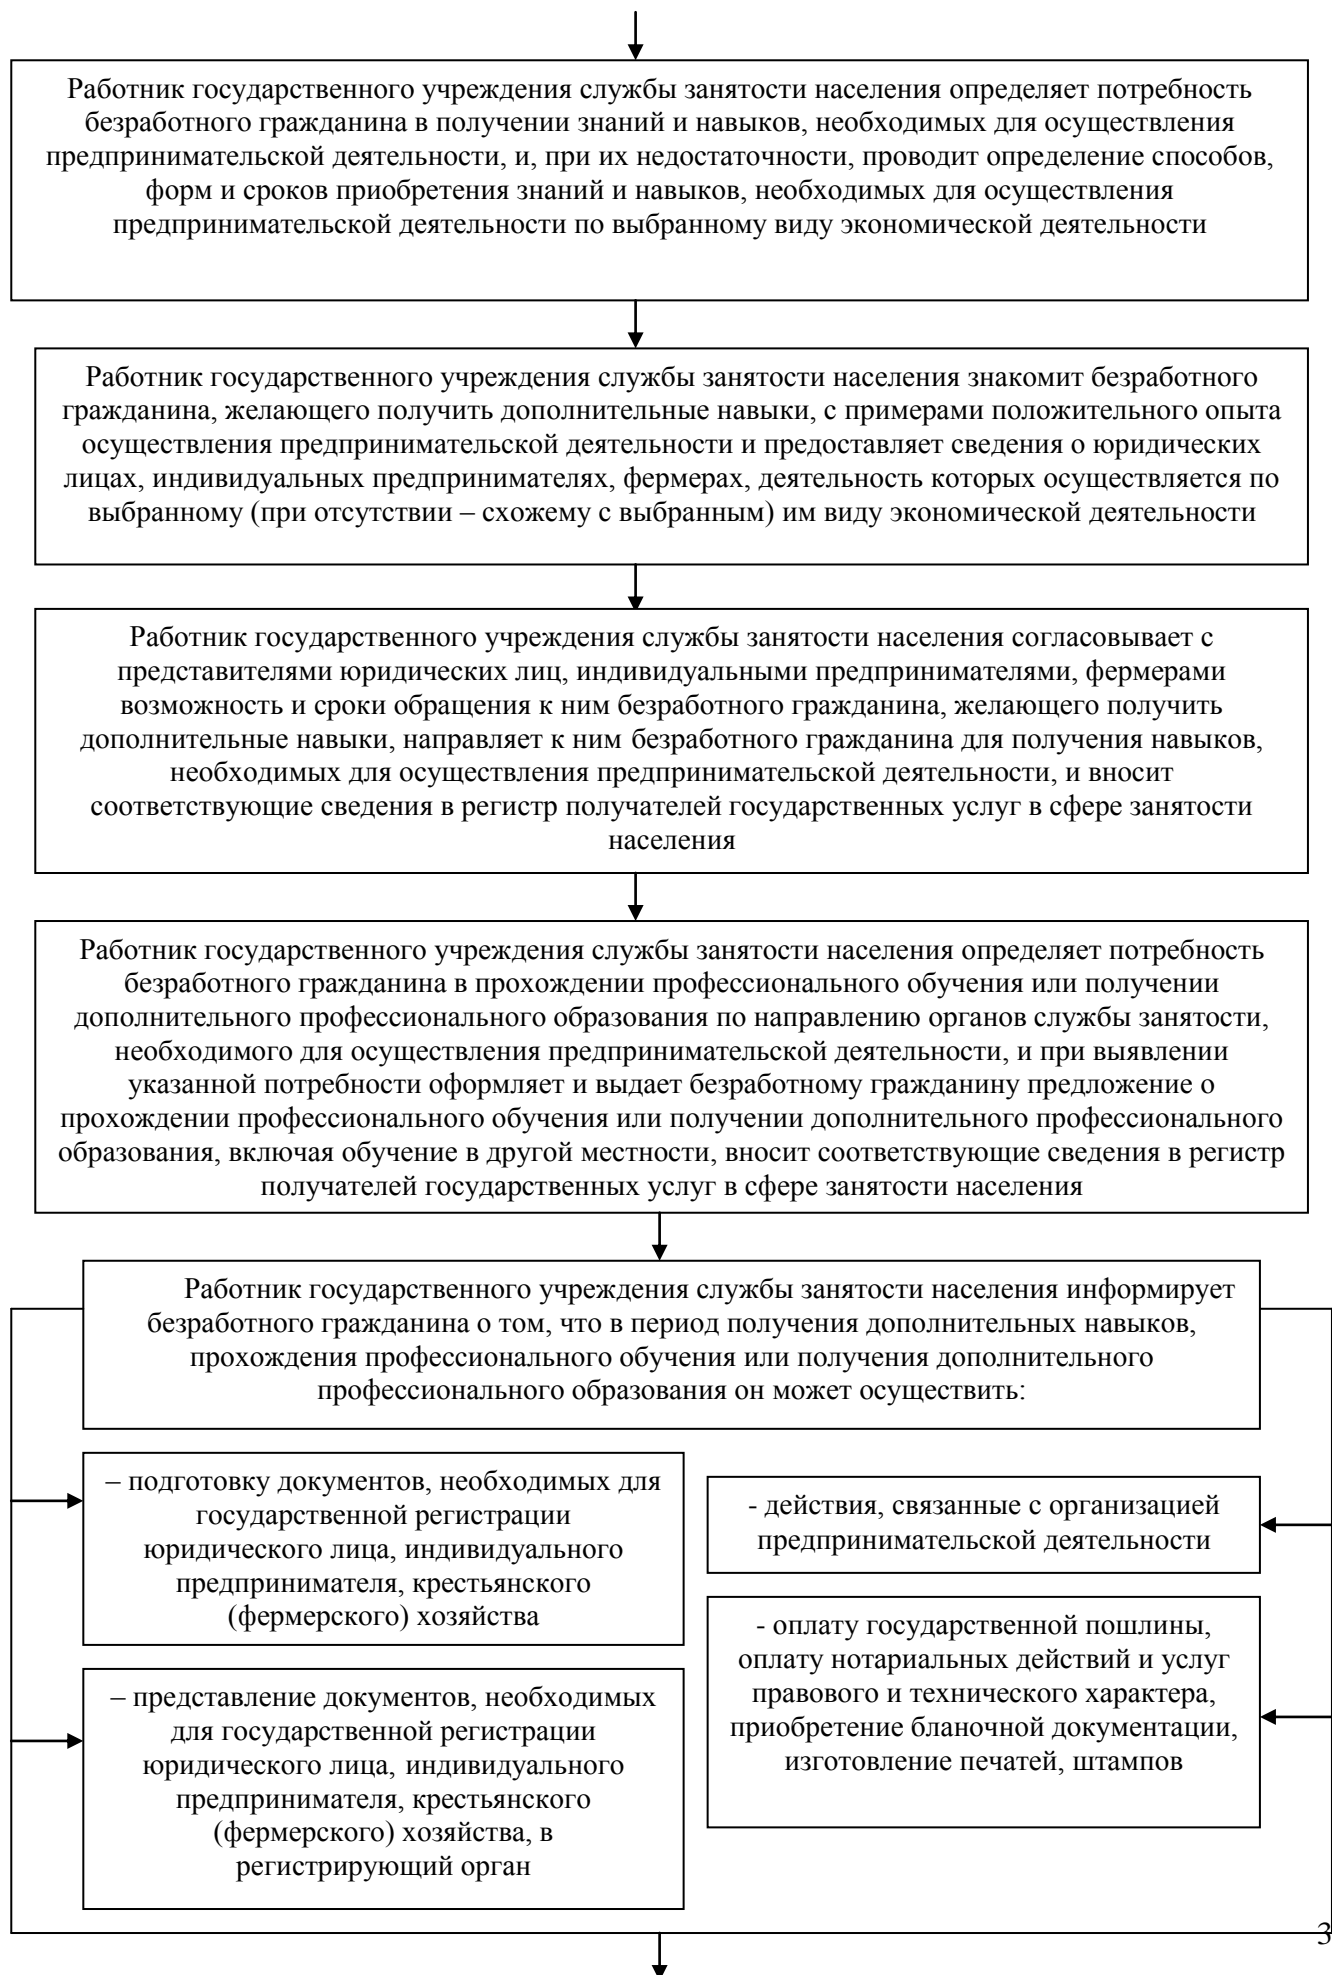 Работник государственного учреждения службы занятости населения определяет потребность
безработного гражданина в получении знаний и навыков, необходимых для осуществления
предпринимательской деятельности, и, при их недостаточности, проводит определение способов,
форм и сроков приобретения знаний и навыков, необходимых для осуществления
предпринимательской деятельности по выбранному виду экономической деятельности
Работник государственного учреждения службы занятости населения знакомит безработного
гражданина, желающего получить дополнительные навыки, с примерами положительного опыта
осуществления предпринимательской деятельности и предоставляет сведения о юридических
лицах, индивидуальных предпринимателях, фермерах, деятельность которых осуществляется по
выбранному (при отсутствии – схожему с выбранным) им виду экономической деятельности
Работник государственного учреждения службы занятости населения согласовывает с
представителями юридических лиц, индивидуальными предпринимателями, фермерами
возможность и сроки обращения к ним безработного гражданина, желающего получить
дополнительные навыки, направляет к ним безработного гражданина для получения навыков,
необходимых для осуществления предпринимательской деятельности, и вносит
соответствующие сведения в регистр получателей государственных услуг в сфере занятости
населения
Работник государственного учреждения службы занятости населения определяет потребность
безработного гражданина в прохождении профессионального обучения или получении
дополнительного профессионального образования по направлению органов службы занятости,
необходимого для осуществления предпринимательской деятельности, и при выявлении
указанной потребности оформляет и выдает безработному гражданину предложение о
прохождении профессионального обучения или получении дополнительного профессионального
образования, включая обучение в другой местности, вносит соответствующие сведения в регистр
получателей государственных услуг в сфере занятости населения
Работник государственного учреждения службы занятости населения информирует
безработного гражданина о том, что в период получения дополнительных навыков,
прохождения профессионального обучения или получения дополнительного
профессионального образования он может осуществить:
– подготовку документов, необходимых для
государственной регистрации
юридического лица, индивидуального
предпринимателя, крестьянского
(фермерского) хозяйства
– представление документов, необходимых
для государственной регистрации
юридического лица, индивидуального
предпринимателя, крестьянского
(фермерского) хозяйства, в
регистрирующий орган
- действия, связанные с организацией
предпринимательской деятельности
- оплату государственной пошлины,
оплату нотариальных действий и услуг
правового и технического характера,
приобретение бланочной документации,
изготовление печатей, штампов
3